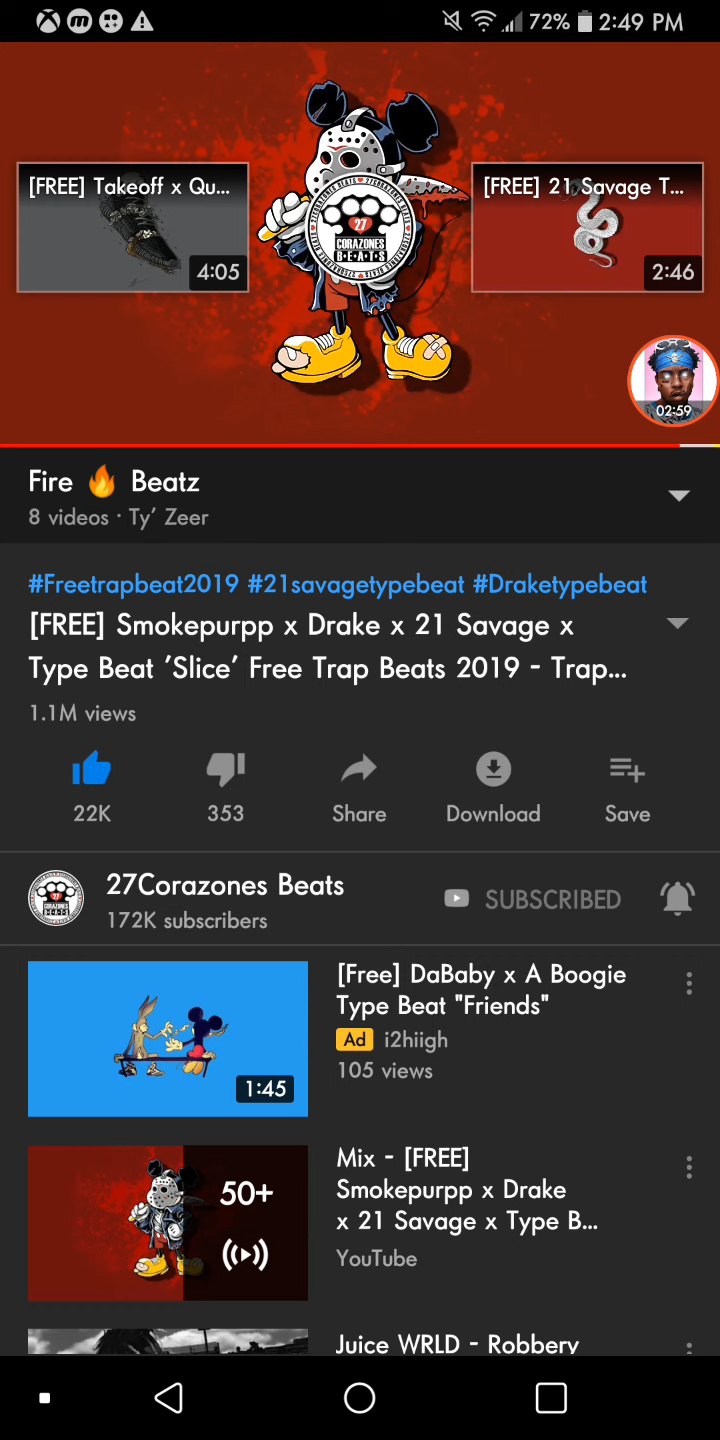 72% 2:49 PM
[FREE] Takeoff x Qu...
4:05
[FREE] 21 Savage T...
2:46
27
CORAZONES
B•E•A•T•S
02:59
Fire 🔥 Beatz
8 videos · Ty’ Zeer
#Freetrapbeat2019 #21savagetypebeat #Draketypebeat
[FREE] Smokepurpp x Drake x 21 Savage x
Type Beat ’Slice’ Free Trap Beats 2019 - Trap...
1.1M views
22K
353
Share
Download
Save
27Corazones Beats
172K subscribers
SUBSCRIBED
[Free] DaBaby x A Boogie
Type Beat "Friends"
Ad i2hiigh
105 views
1:45
Mix - [FREE]
Smokepurpp x Drake
x 21 Savage x Type B...
YouTube
50+
Juice WRLD - Robbery